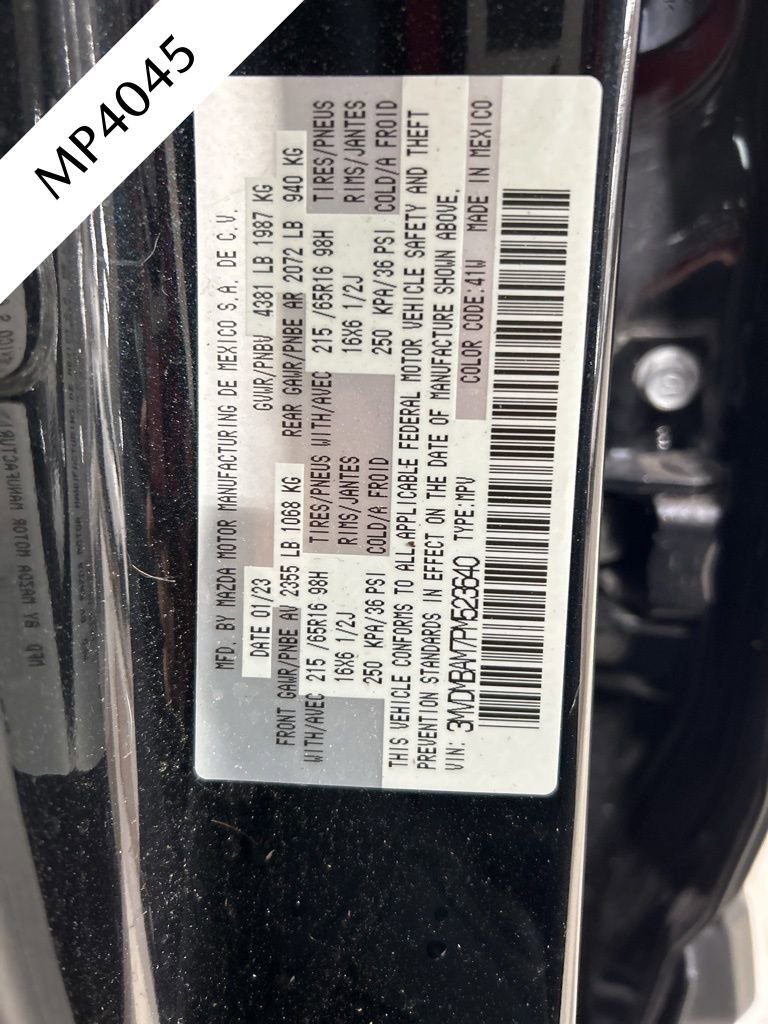 MP4045
MFD. BY MAZDA MOTOR MANUFACTURING DE MEXICO S.A. DE C.V.
DATE 01/23 GVWR/PNBV 4381 LB 1987 KG
FRONT GAWR/PNBE AV 2355 LB 1068 KG REAR GAWR/PNBE AR 2072 LB 940 KG
WITH/AVEC 215 /65R16 98H TIRES/PNEUS WITH/AVEC 215 /65R16 98H TIRES/PNEUS
16X6 1/2J RIMS/JANTES 16X6 1/2J RIMS/JANTES
250 KPA/36 PSI COLD/A FROID 250 KPA/36 PSI COLD/A FROID
THIS VEHICLE CONFORMS TO ALL APPLICABLE FEDERAL MOTOR VEHICLE SAFETY AND THEFT
PREVENTION STANDARDS IN EFFECT ON THE DATE OF MANUFACTURE SHOWN ABOVE.
VIN: 3MVDMBAM7PM523640 TYPE:MPV COLOR CODE:41W MADE IN MEXICO